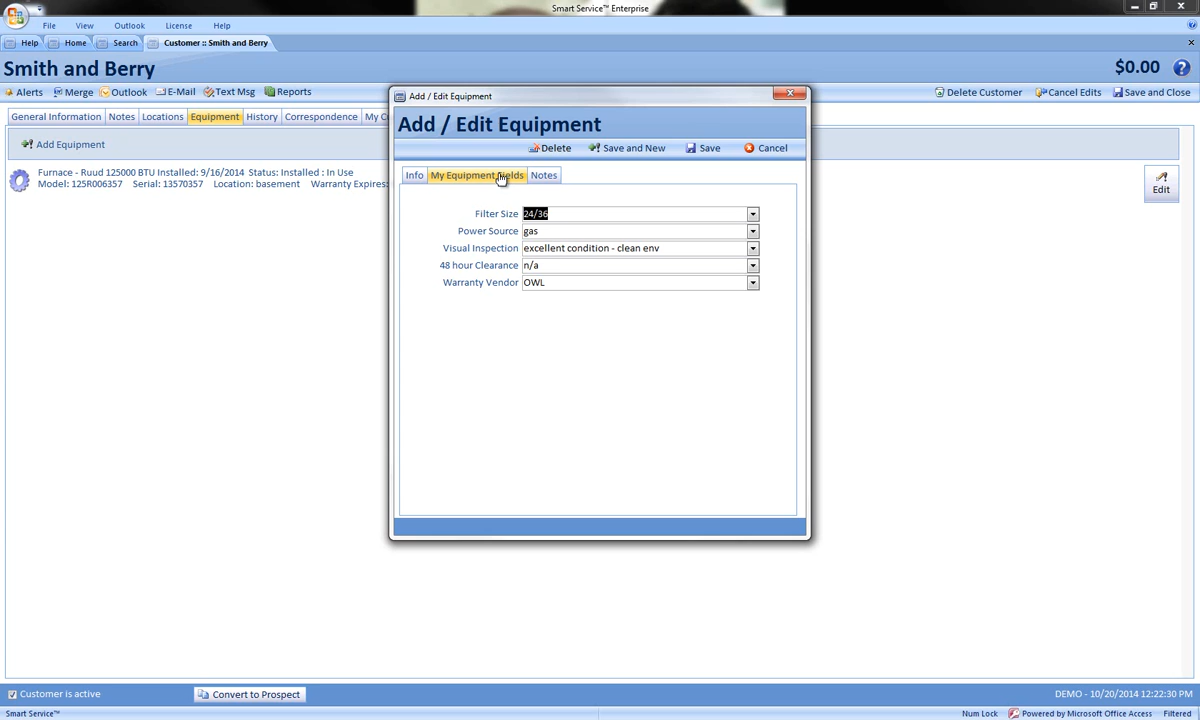 Smart Service™ Enterprise
File View Outlook License Help
Help Home Search Customer :: Smith and Berry
Smith and Berry $0.00
Alerts Merge Outlook E-Mail Text Msg Reports Delete Customer Cancel Edits Save and Close
General Information Notes Locations Equipment History Correspondence My C
Add Equipment
Furnace - Ruud 125000 BTU Installed: 9/16/2014 Status: Installed : In Use
Model: 125R006357 Serial: 13570357 Location: basement Warranty Expires:
Edit
Add / Edit Equipment
Add / Edit Equipment
Delete Save and New Save Cancel
Info My Equipment Fields Notes
Filter Size 24/36
Power Source gas
Visual Inspection excellent condition - clean env
48 hour Clearance n/a
Warranty Vendor OWL
Customer is active Convert to Prospect DEMO - 10/20/2014 12:22:30 PM
Smart Service™ Num Lock Powered by Microsoft Office Access Filtered